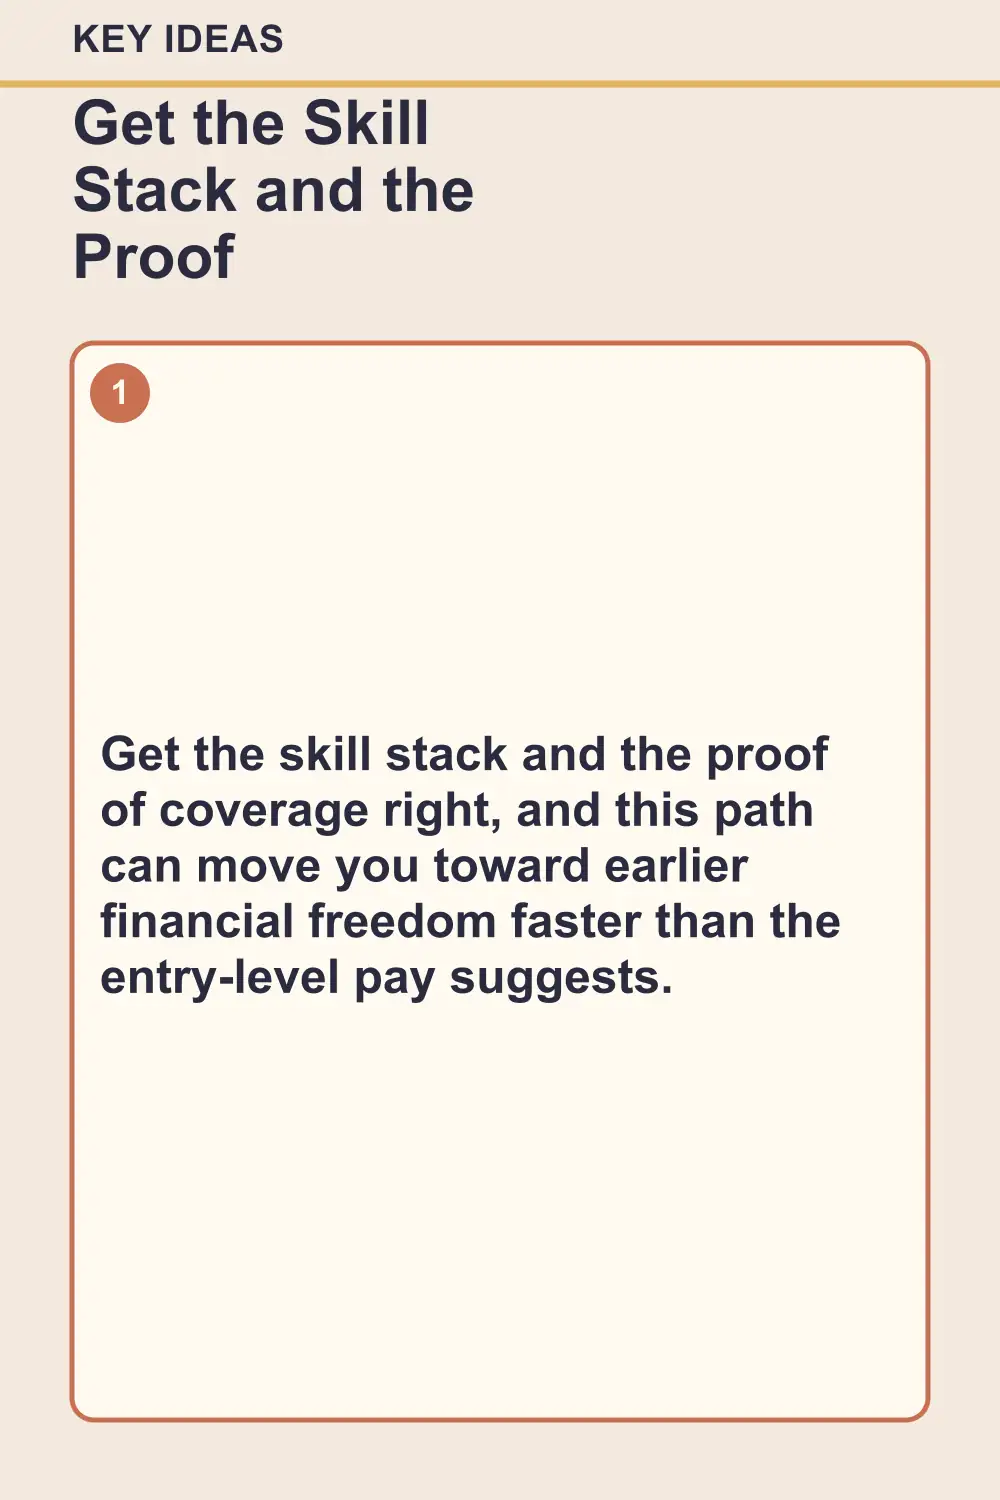 KEY IDEAS
Get the Skill
Stack and the
Proof
1
Get the skill stack and the proof
of coverage right, and this path
can move you toward earlier
financial freedom faster than the
entry-level pay suggests.